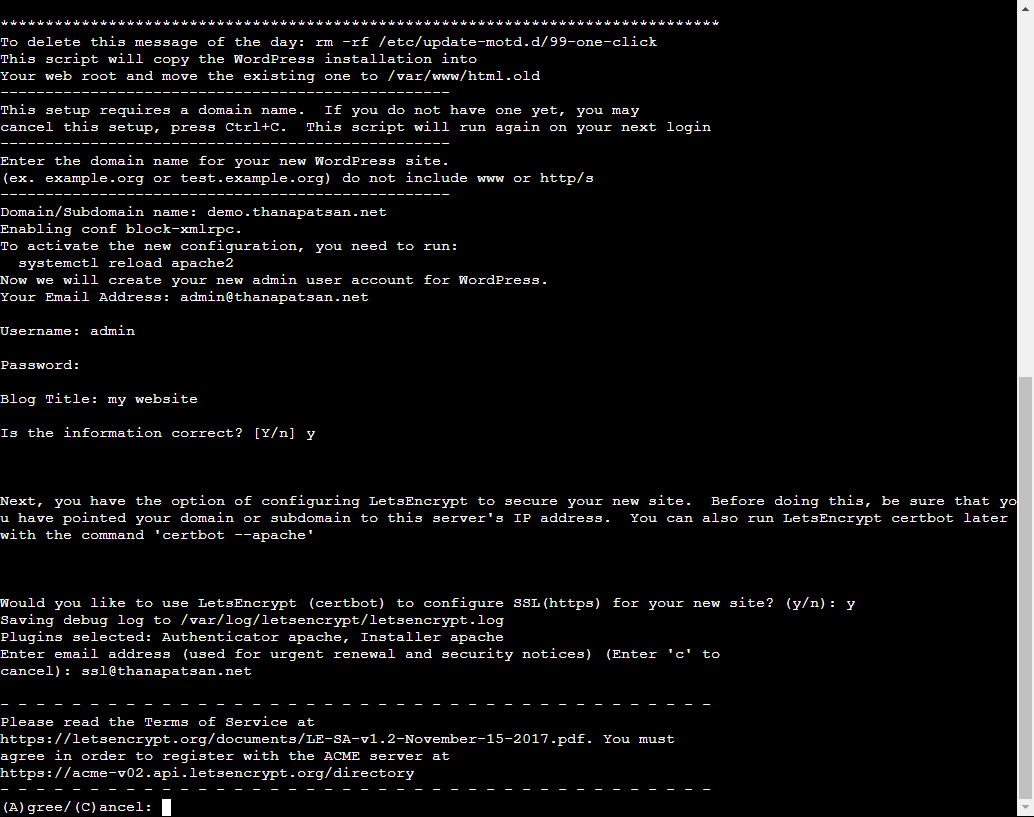 ********************************************************************************
To delete this message of the day: rm -rf /etc/update-motd.d/99-one-click
This script will copy the WordPress installation into
Your web root and move the existing one to /var/www/html.old
--------------------------------------------------
This setup requires a domain name.  If you do not have one yet, you may
cancel this setup, press Ctrl+C.  This script will run again on your next login
--------------------------------------------------
Enter the domain name for your new WordPress site.
(ex. example.org or test.example.org) do not include www or http/s
--------------------------------------------------
Domain/Subdomain name: demo.thanapatsan.net
Enabling conf block-xmlrpc.
To activate the new configuration, you need to run:
  systemctl reload apache2
Now we will create your new admin user account for WordPress.
Your Email Address: admin@thanapatsan.net
Username: admin
Password:
Blog Title: my website
Is the information correct? [Y/n] y
Next, you have the option of configuring LetsEncrypt to secure your new site.  Before doing this, be sure that yo
u have pointed your domain or subdomain to this server's IP address.  You can also run LetsEncrypt certbot later
with the command 'certbot --apache'
Would you like to use LetsEncrypt (certbot) to configure SSL(https) for your new site? (y/n): y
Saving debug log to /var/log/letsencrypt/letsencrypt.log
Plugins selected: Authenticator apache, Installer apache
Enter email address (used for urgent renewal and security notices) (Enter 'c' to
cancel): ssl@thanapatsan.net
- - - - - - - - - - - - - - - - - - - - - - - - - - - - - - - - - - - - - - - -
Please read the Terms of Service at
https://letsencrypt.org/documents/LE-SA-v1.2-November-15-2017.pdf. You must
agree in order to register with the ACME server at
https://acme-v02.api.letsencrypt.org/directory
- - - - - - - - - - - - - - - - - - - - - - - - - - - - - - - - - - - - - - - -
(A)gree/(C)ancel: